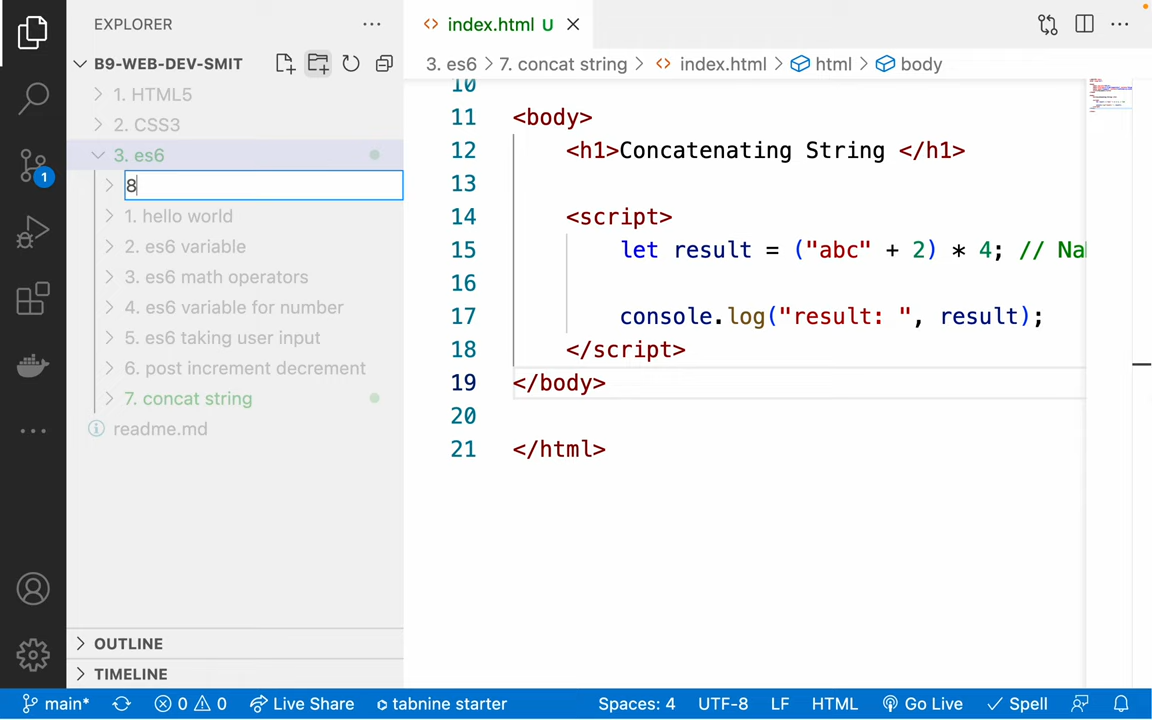 EXPLORER
B9-WEB-DEV-SMIT
1. HTML5
2. CSS3
3. es6
8
1. hello world
2. es6 variable
3. es6 math operators
4. es6 variable for number
5. es6 taking user input
6. post increment decrement
7. concat string
readme.md
OUTLINE
TIMELINE
1
index.html U
3. es6 > 7. concat string > index.html > html > body
10
11 <body>
12 <h1>Concatenating String </h1>
13
14 <script>
15 let result = ("abc" + 2) * 4; // Na
16
17 console.log("result: ", result);
18 </script>
19 </body>
20
21 </html>
main* 0 0 Live Share tabnine starter Spaces: 4 UTF-8 LF HTML Go Live Spell